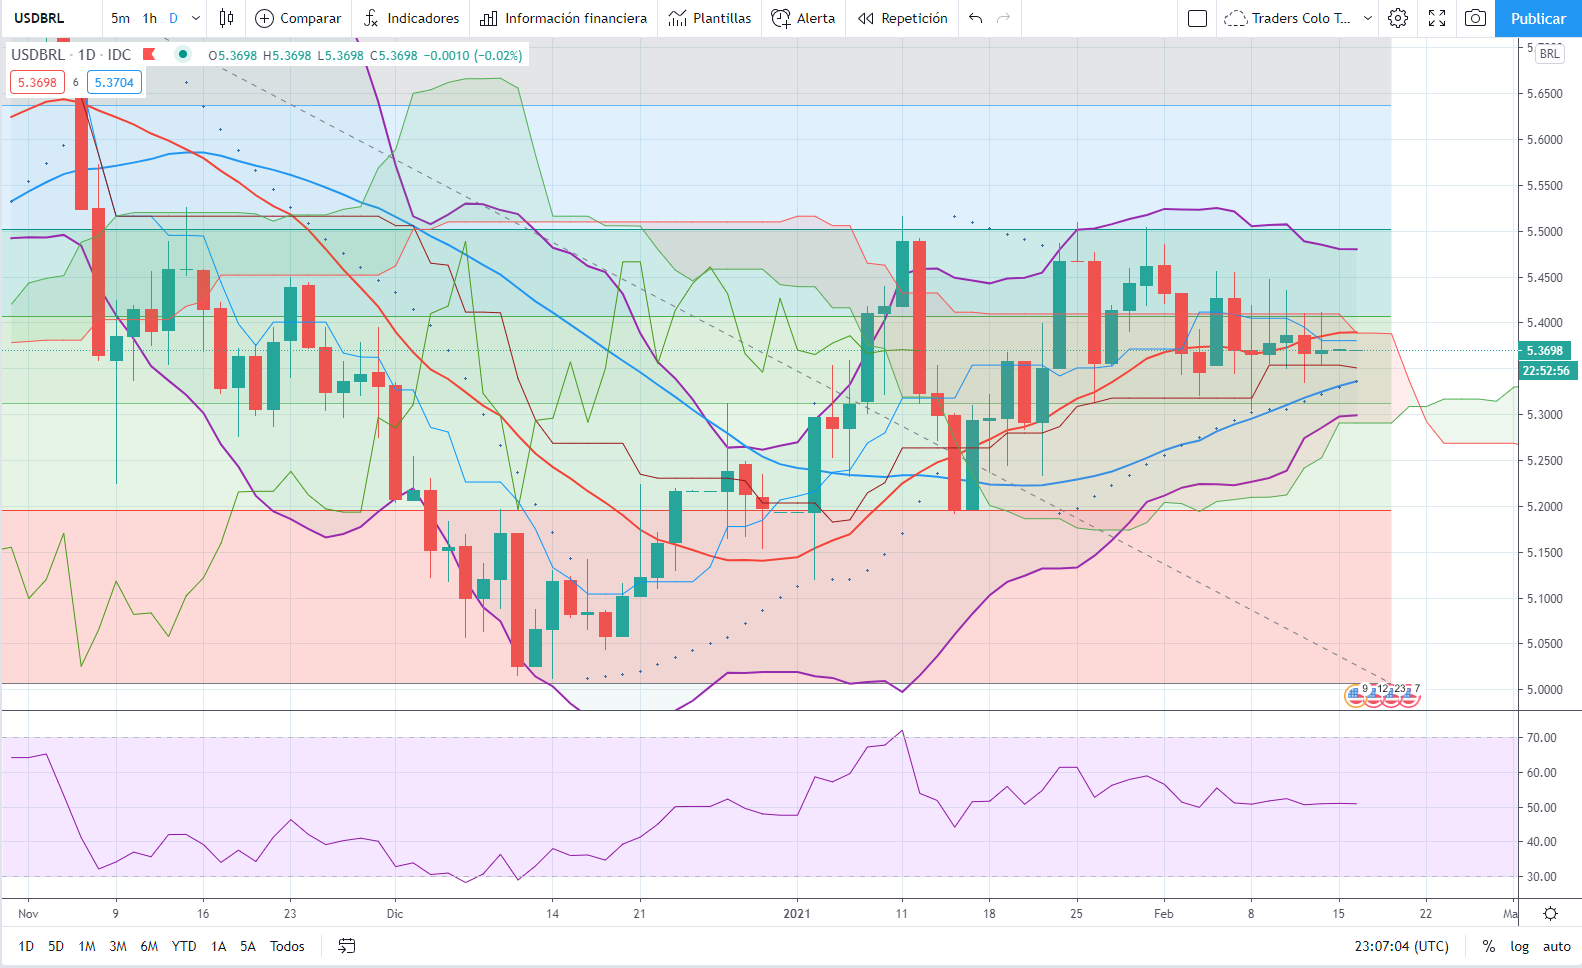 USDBRL 5m 1h D Comparar Indicadores Información financiera Plantillas Alerta Repetición Traders Colo T... Publicar
USDBRL · 1D · IDC O5.3698 H5.3698 L5.3698 C5.3698 −0.0010 (−0.02%)
5.3698 6 5.3704
BRL
5.6500
5.6000
5.5500
5.5000
5.4500
5.4000
5.3698
22:52:56
5.3000
5.2500
5.2000
5.1500
5.1000
5.0500
5.0000
9 12 23 7
70.00
60.00
50.00
40.00
30.00
Nov 9 16 23 Dic 14 21 2021 11 18 25 Feb 8 15 22
1D 5D 1M 3M 6M YTD 1A 5A Todos 23:07:04 (UTC) % log auto